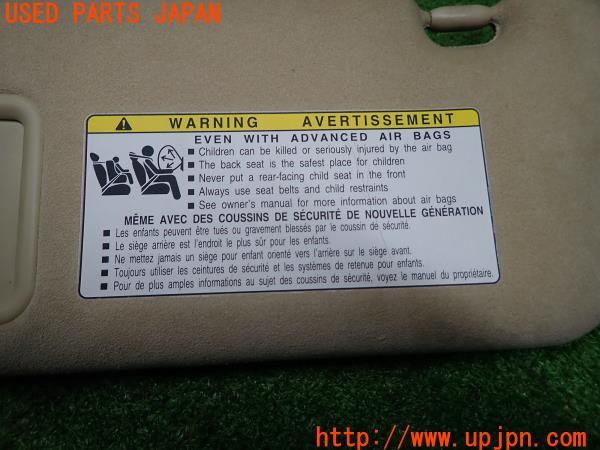 USED PARTS JAPAN
WARNING AVERTISSEMENT
EVEN WITH ADVANCED AIR BAGS
■ Children can be killed or seriously injured by the air bag
■ The back seat is the safest place for children
■ Never put a rear-facing child seat in the front
■ Always use seat belts and child restraints
■ See owner's manual for more information about air bags
MÊME AVEC DES COUSSINS DE SÉCURITÉ DE NOUVELLE GÉNÉRATION
■ Les enfants peuvent être tués ou gravement blessés par le coussin de sécurité.
■ Le siège arrière est l'endroit le plus sûr pour les enfants.
■ Ne mettez jamais un siège pour enfant orienté vers l'arrière sur le siège avant.
■ Toujours utiliser les ceintures de sécurité et les systèmes de retenue pour enfants.
■ Pour de plus amples informations au sujet des coussins de sécurité, voyez le manuel du propriétaire.
http://www.upjpn.com/